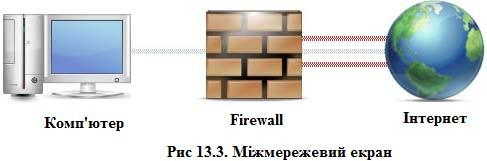 Комп'ютер
Firewall
Інтернет
Рис 13.3. Міжмережевий екран